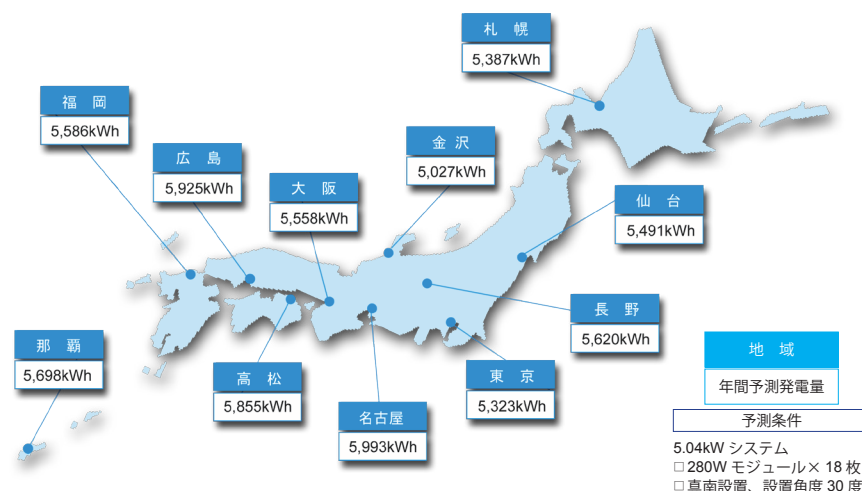 札 幌
5,387kWh
福 岡
5,586kWh
金 沢
5,027kWh
広 島
5,925kWh
大 阪
5,558kWh
仙 台
5,491kWh
長 野
5,620kWh
那 覇
5,698kWh
高 松
5,855kWh
東 京
5,323kWh
名古屋
5,993kWh
地 域
年間予測発電量
予測条件
5.04kW システム
□280W モジュール× 18 枚
□真南設置、設置角度 30 度